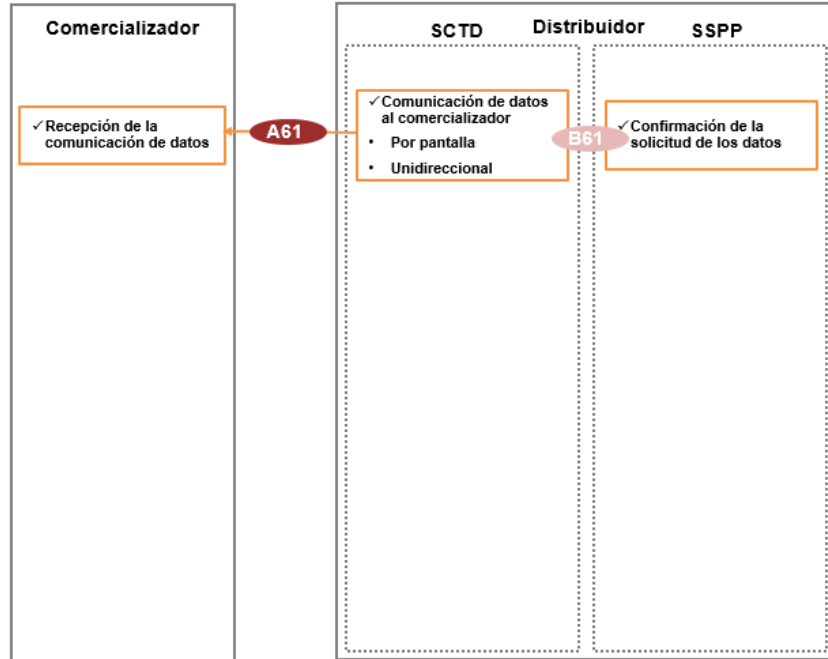 Comercializador
Distribuidor
SCTD
SSPP
✓Recepción de la
comunicación de datos
A61
✓Comunicación de datos
al comercializador
• Por pantalla
• Unidireccional
B61
✓Confirmación de la
solicitud de los datos